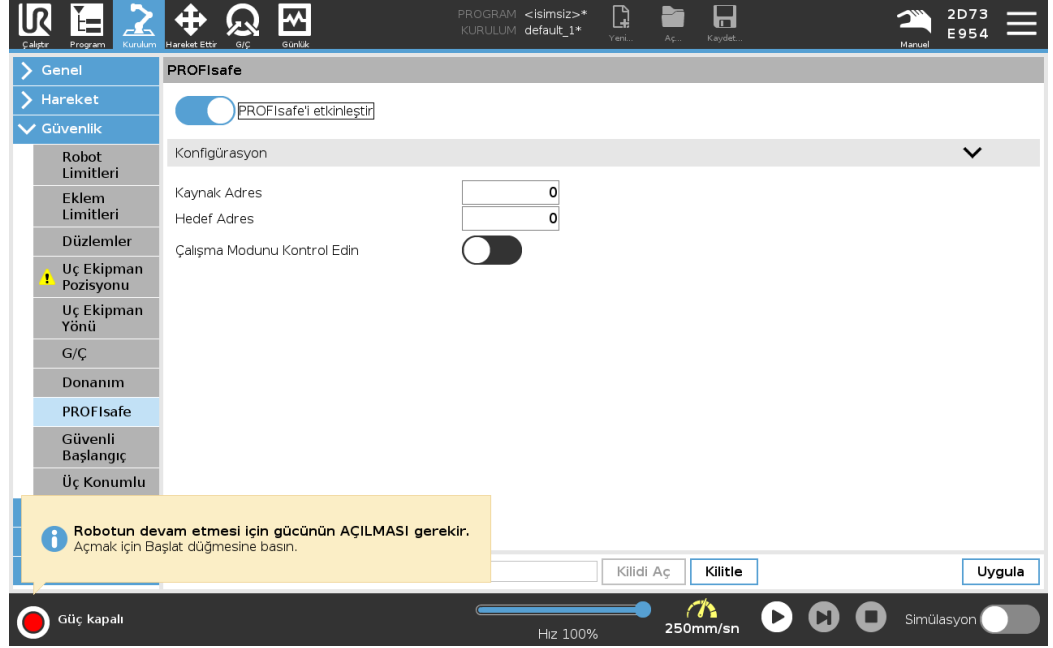 PROGRAM <isimsiz>*
KURULUM default_1*
Çalıştır
Program
Kurulum
Hareket Ettir
G/Ç
Günlük
Yeni...
Aç...
Kaydet...
Manuel
2D73
E954
Genel
Hareket
Güvenlik
Robot
Limitleri
Eklem
Limitleri
Düzlemler
Uç Ekipman
Pozisyonu
Uç Ekipman
Yönü
G/Ç
Donanım
PROFIsafe
Güvenli
Başlangıç
Üç Konumlu
PROFIsafe
PROFIsafe'i etkinleştir
Konfigürasyon
Kaynak Adres 0
Hedef Adres 0
Çalışma Modunu Kontrol Edin
Robotun devam etmesi için gücünün AÇILMASI gerekir.
Açmak için Başlat düğmesine basın.
Kilidi Aç
Kilitle
Uygula
Güç kapalı
Hız 100%
250mm/sn
Simülasyon